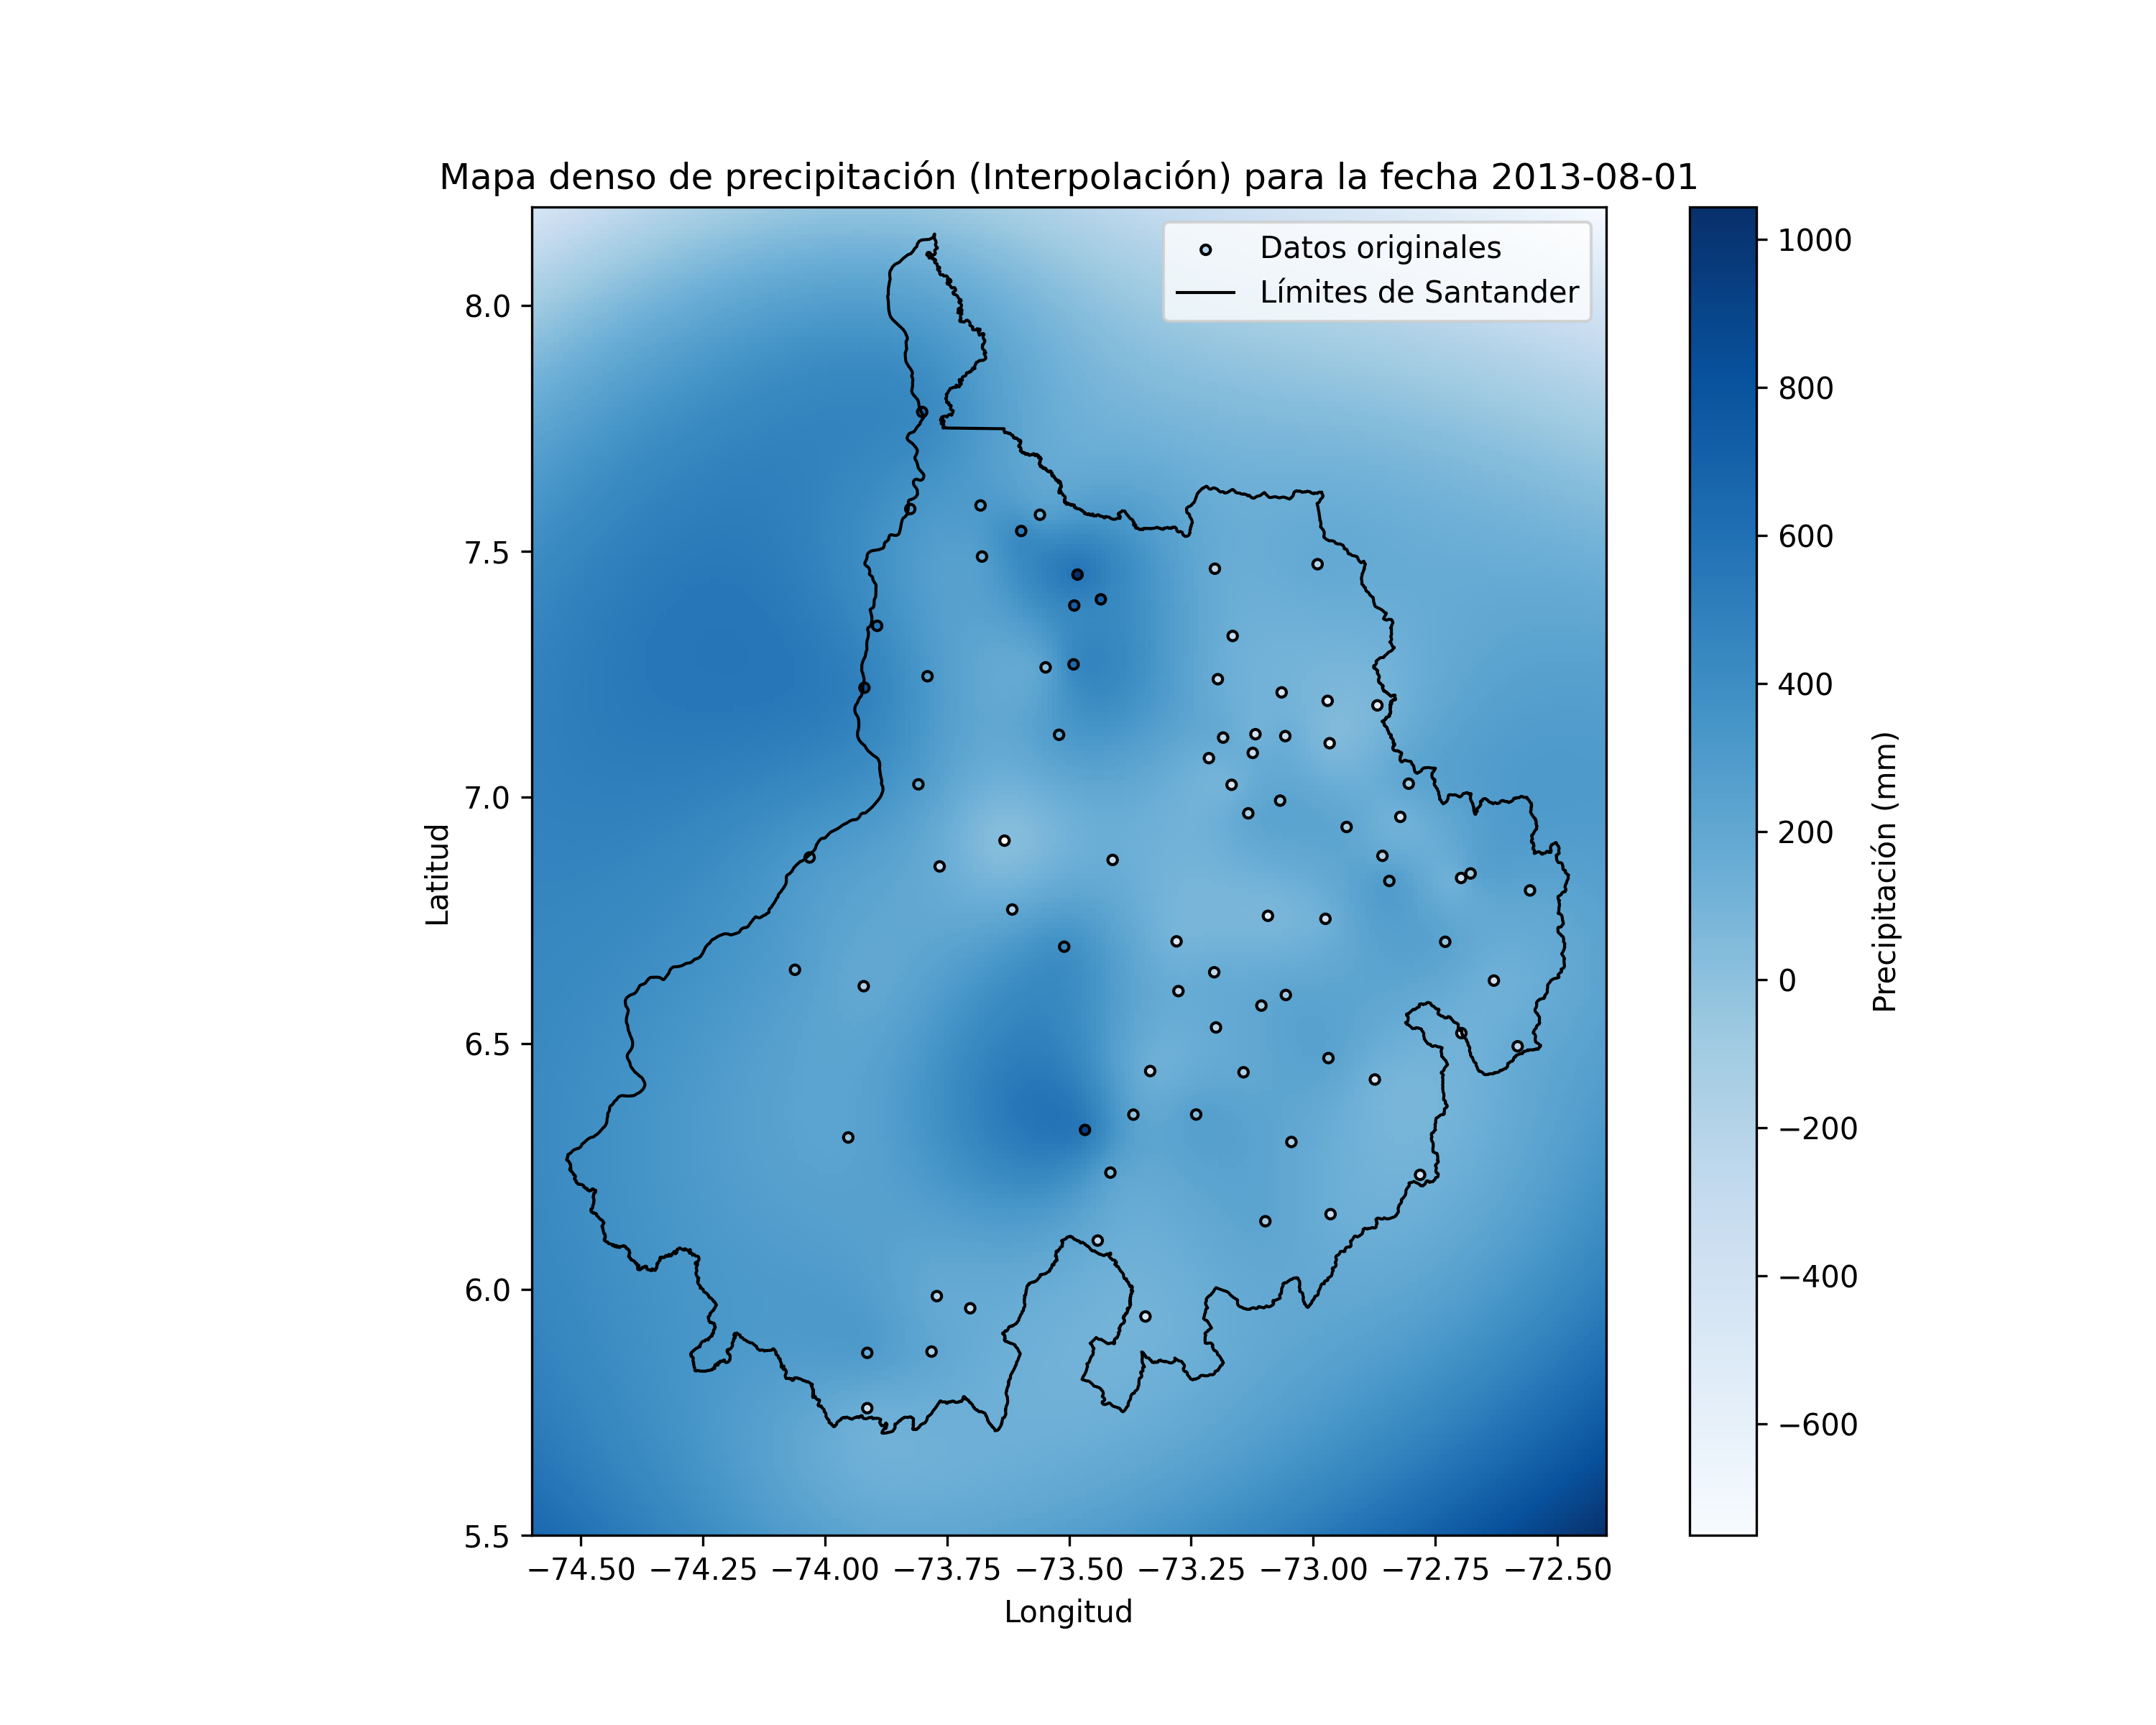 Mapa denso de precipitación (Interpolación) para la fecha 2013-08-01
Datos originales
Límites de Santander
8.0
7.5
7.0
6.5
6.0
5.5
Latitud
−74.50 −74.25 −74.00 −73.75 −73.50 −73.25 −73.00 −72.75 −72.50
Longitud
1000
800
600
400
200
0
−200
−400
−600
Precipitación (mm)